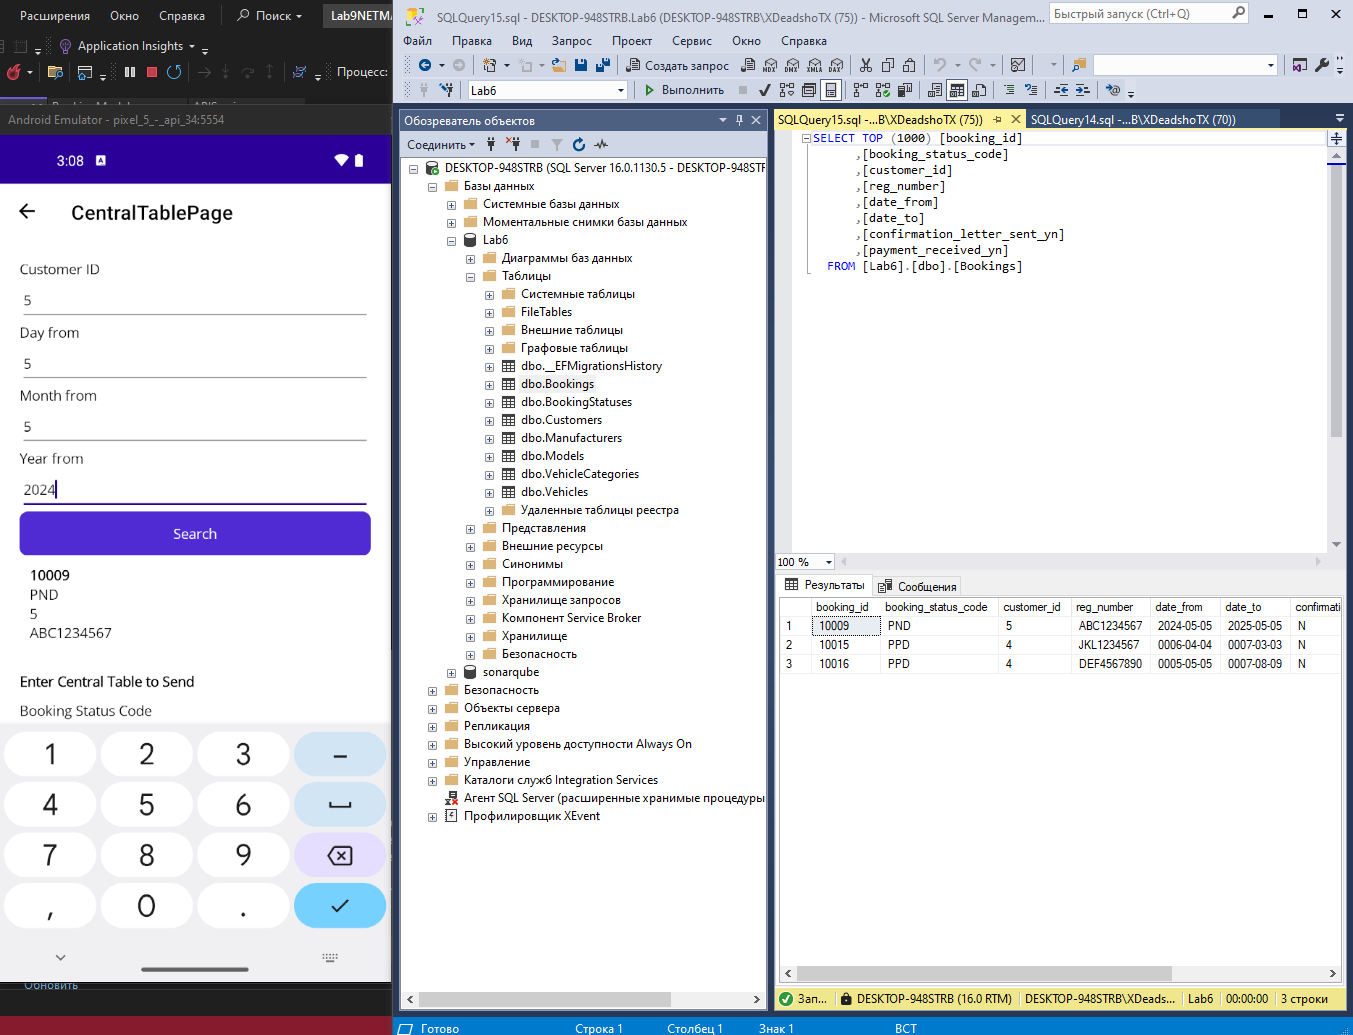 Расширения Окно Справка Поиск Lab9NETMA
Application Insights
Процесс:
Android Emulator - pixel_5_-_api_34:5554
3:08
CentralTablePage
Customer ID
5
Day from
5
Month from
5
Year from
2024
Search
10009
PND
5
ABC1234567
Enter Central Table to Send
Booking Status Code
1 2 3 –
4 5 6
7 8 9
, 0 .
Обновить
SQLQuery15.sql - DESKTOP-948STRB.Lab6 (DESKTOP-948STRB\XDeadshoTX (75)) - Microsoft SQL Server Managem...
Быстрый запуск (Ctrl+Q)
Файл Правка Вид Запрос Проект Сервис Окно Справка
Создать запрос MDX DMX XMLA DAX
Lab6 Выполнить
Обозреватель объектов
Соединить
DESKTOP-948STRB (SQL Server 16.0.1130.5 - DESKTOP-948STF
Базы данных
Системные базы данных
Моментальные снимки базы данных
Lab6
Диаграммы баз данных
Таблицы
Системные таблицы
FileTables
Внешние таблицы
Графовые таблицы
dbo.__EFMigrationsHistory
dbo.Bookings
dbo.BookingStatuses
dbo.Customers
dbo.Manufacturers
dbo.Models
dbo.VehicleCategories
dbo.Vehicles
Удаленные таблицы реестра
Представления
Внешние ресурсы
Синонимы
Программирование
Хранилище запросов
Компонент Service Broker
Хранилище
Безопасность
sonarqube
Безопасность
Объекты сервера
Репликация
Высокий уровень доступности Always On
Управление
Каталоги служб Integration Services
Агент SQL Server (расширенные хранимые процедуры
Профилировщик XEvent
SQLQuery15.sql -...B\XDeadshoTX (75)) SQLQuery14.sql -...B\XDeadshoTX (70))
SELECT TOP (1000) [booking_id]
,[booking_status_code]
,[customer_id]
,[reg_number]
,[date_from]
,[date_to]
,[confirmation_letter_sent_yn]
,[payment_received_yn]
FROM [Lab6].[dbo].[Bookings]
100 %
Результаты Сообщения
booking_id booking_status_code customer_id reg_number date_from date_to confirmati
1 10009 PND 5 ABC1234567 2024-05-05 2025-05-05 N
2 10015 PPD 4 JKL1234567 0006-04-04 0007-03-03 N
3 10016 PPD 4 DEF4567890 0005-05-05 0007-08-09 N
Зап... DESKTOP-948STRB (16.0 RTM) DESKTOP-948STRB\XDeads... Lab6 00:00:00 3 строки
Готово Строка 1 Столбец 1 Знак 1 ВСТ